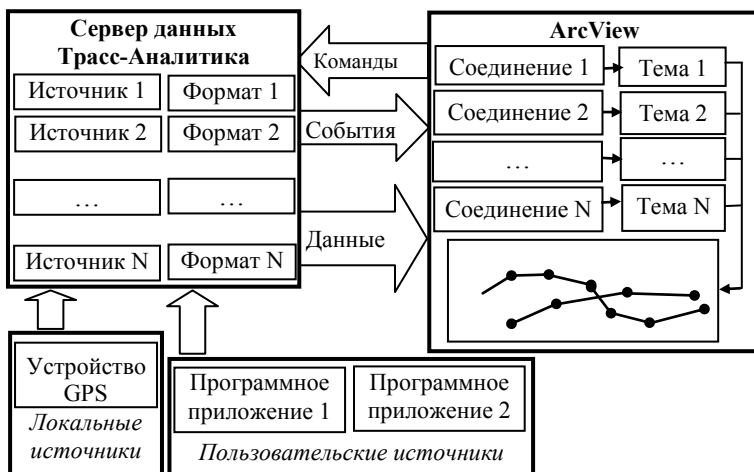 Сервер данных
Трасс-Аналитика
Источник 1
Формат 1
Источник 2
Формат 2
…
…
Источник N
Формат N
Команды
События
Данные
ArcView
Соединение 1
Тема 1
Соединение 2
Тема 2
…
…
Соединение N
Тема N
Устройство
GPS
Локальные
источники
Программное
приложение 1
Программное
приложение 2
Пользовательские источники